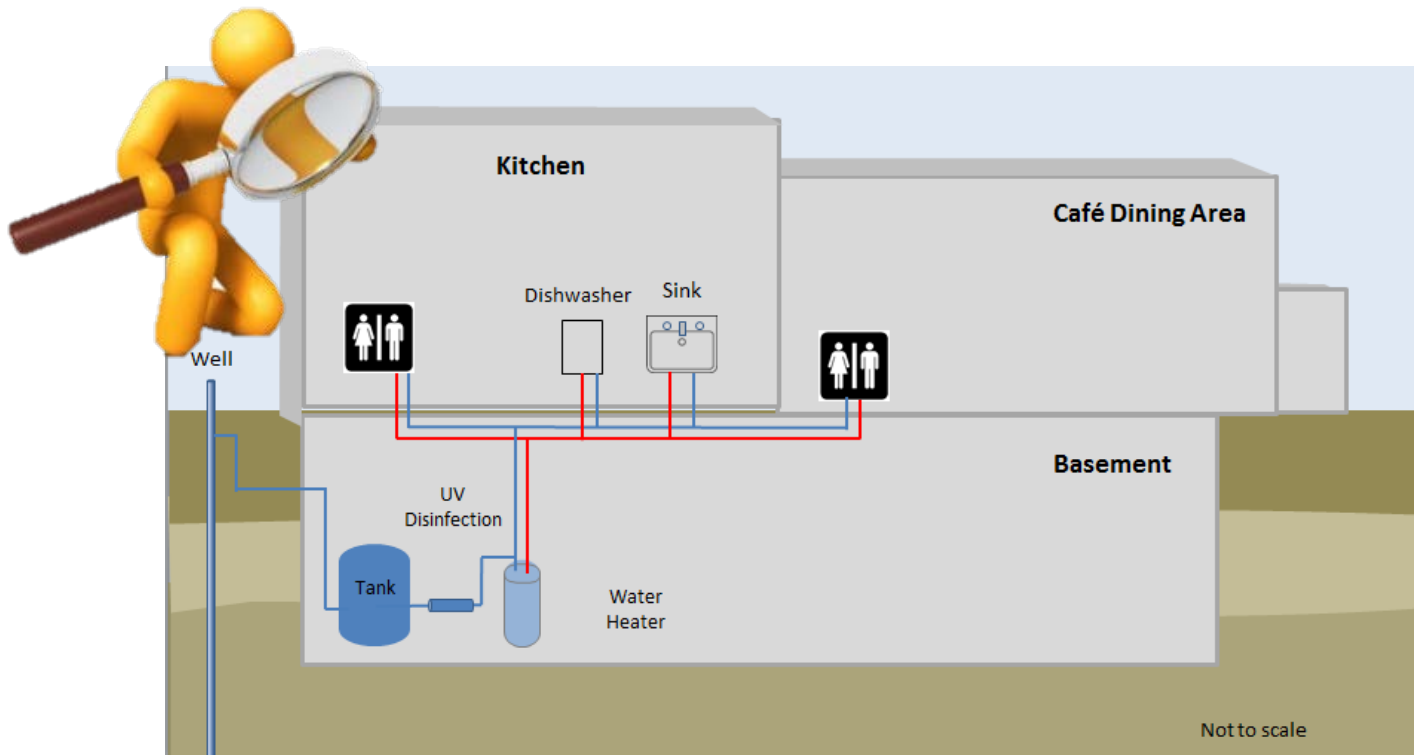 Kitchen
Café Dining Area
Dishwasher
Sink
Well
Basement
UV
Disinfection
Tank
Water
Heater
Not to scale